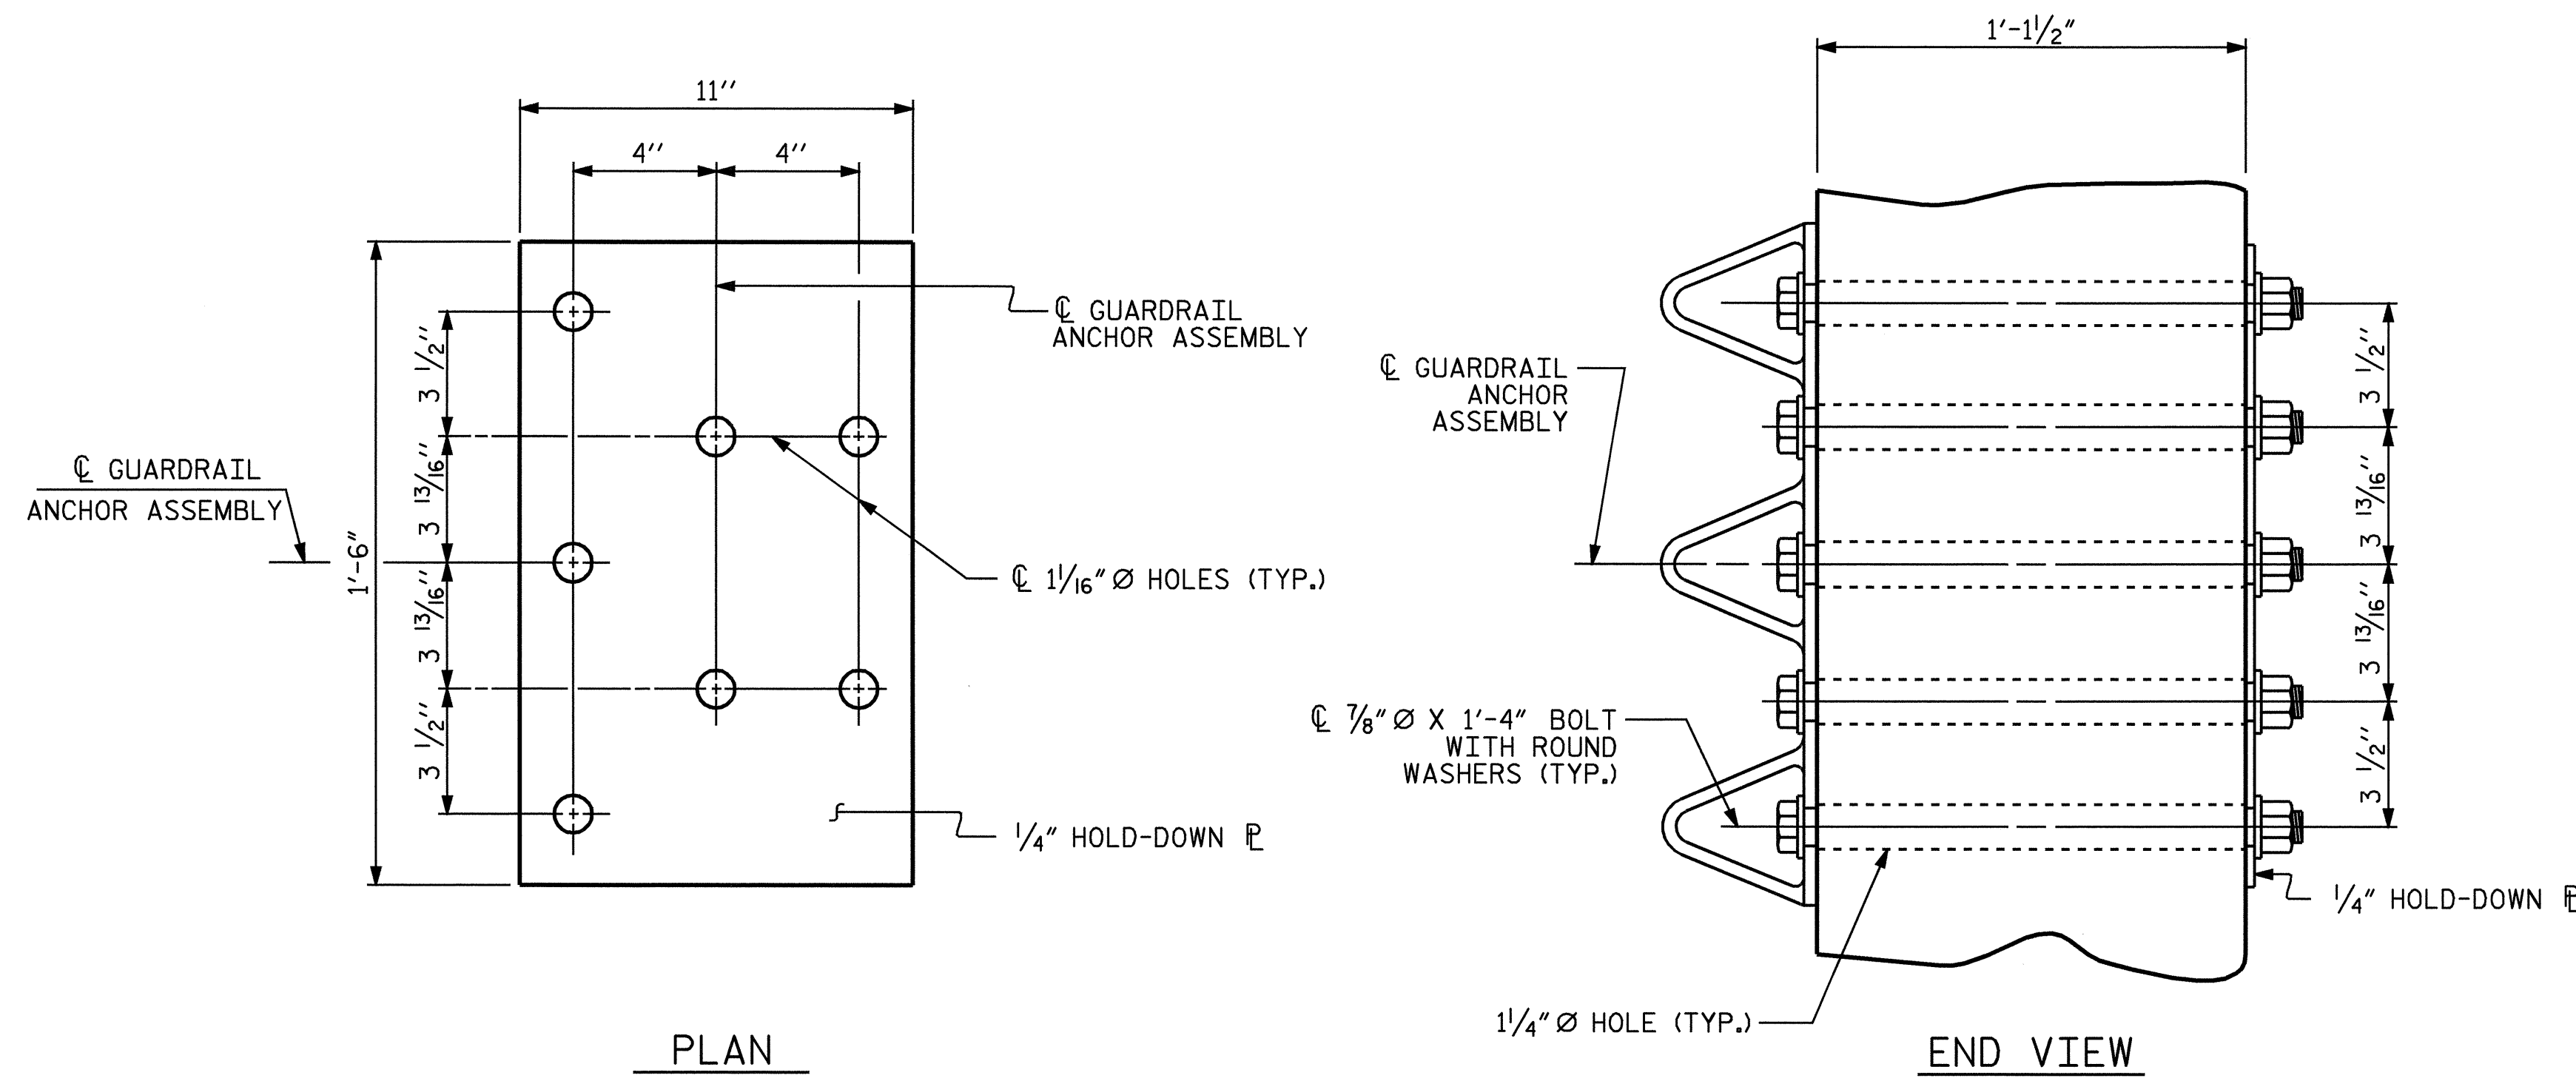 11''
4'' 4''
℄ GUARDRAIL
ANCHOR ASSEMBLY
3 1/2''
3 13/16''
3 13/16''
3 1/2''
1'-6"
℄ GUARDRAIL
ANCHOR ASSEMBLY
℄ 1 1/16" Ø HOLES (TYP.)
1/4" HOLD-DOWN ⅊
PLAN
1'-1 1/2"
℄ GUARDRAIL
ANCHOR
ASSEMBLY
3 1/2''
3 13/16''
3 13/16''
3 1/2''
℄ 7/8" Ø X 1'-4" BOLT
WITH ROUND
WASHERS (TYP.)
1/4" HOLD-DOWN ⅊
1 1/4" Ø HOLE (TYP.)
END VIEW